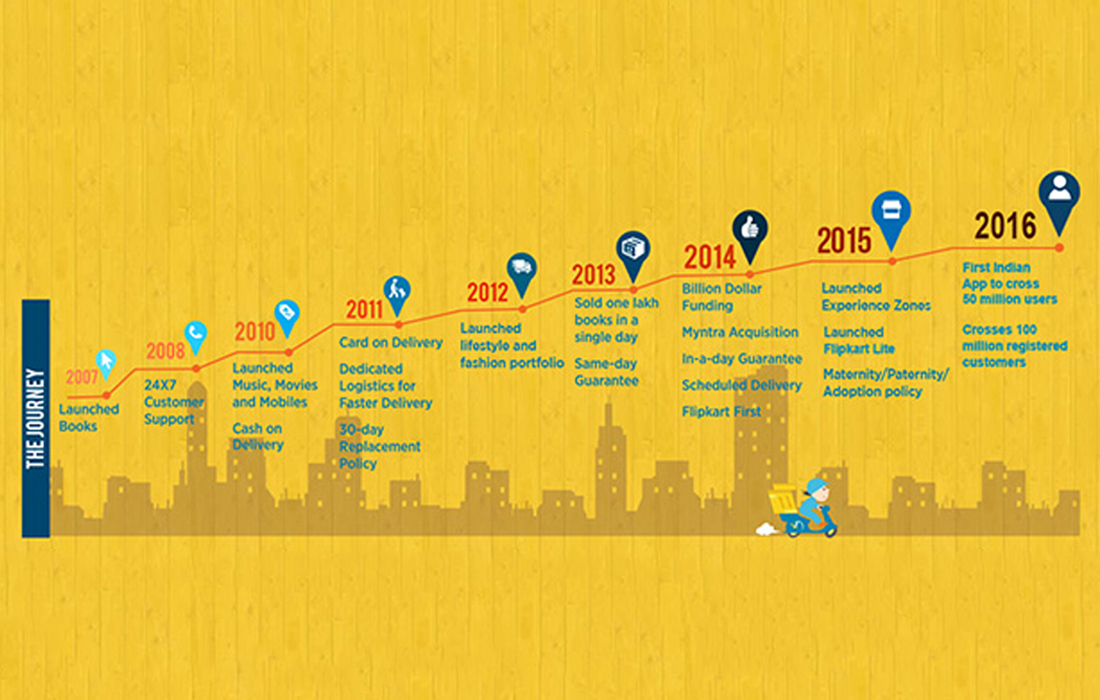 THE JOURNEY
2007
Launched
Books
2008
24X7
Customer
Support
2010
Launched
Music, Movies
and Mobiles
Cash on
Delivery
2011
Card on Delivery
Dedicated
Logistics for
Faster Delivery
30-day
Replacement
Policy
2012
Launched
lifestyle and
fashion portfolio
2013
Sold one lakh
books in a
single day
Same-day
Guarantee
2014
Billion Dollar
Funding
Myntra Acquisition
In-a-day Guarantee
Scheduled Delivery
Flipkart First
2015
Launched
Experience Zones
Launched
Flipkart Lite
Maternity/Paternity/
Adoption policy
2016
First Indian
App to cross
50 million users
Crosses 100
million registered
customers